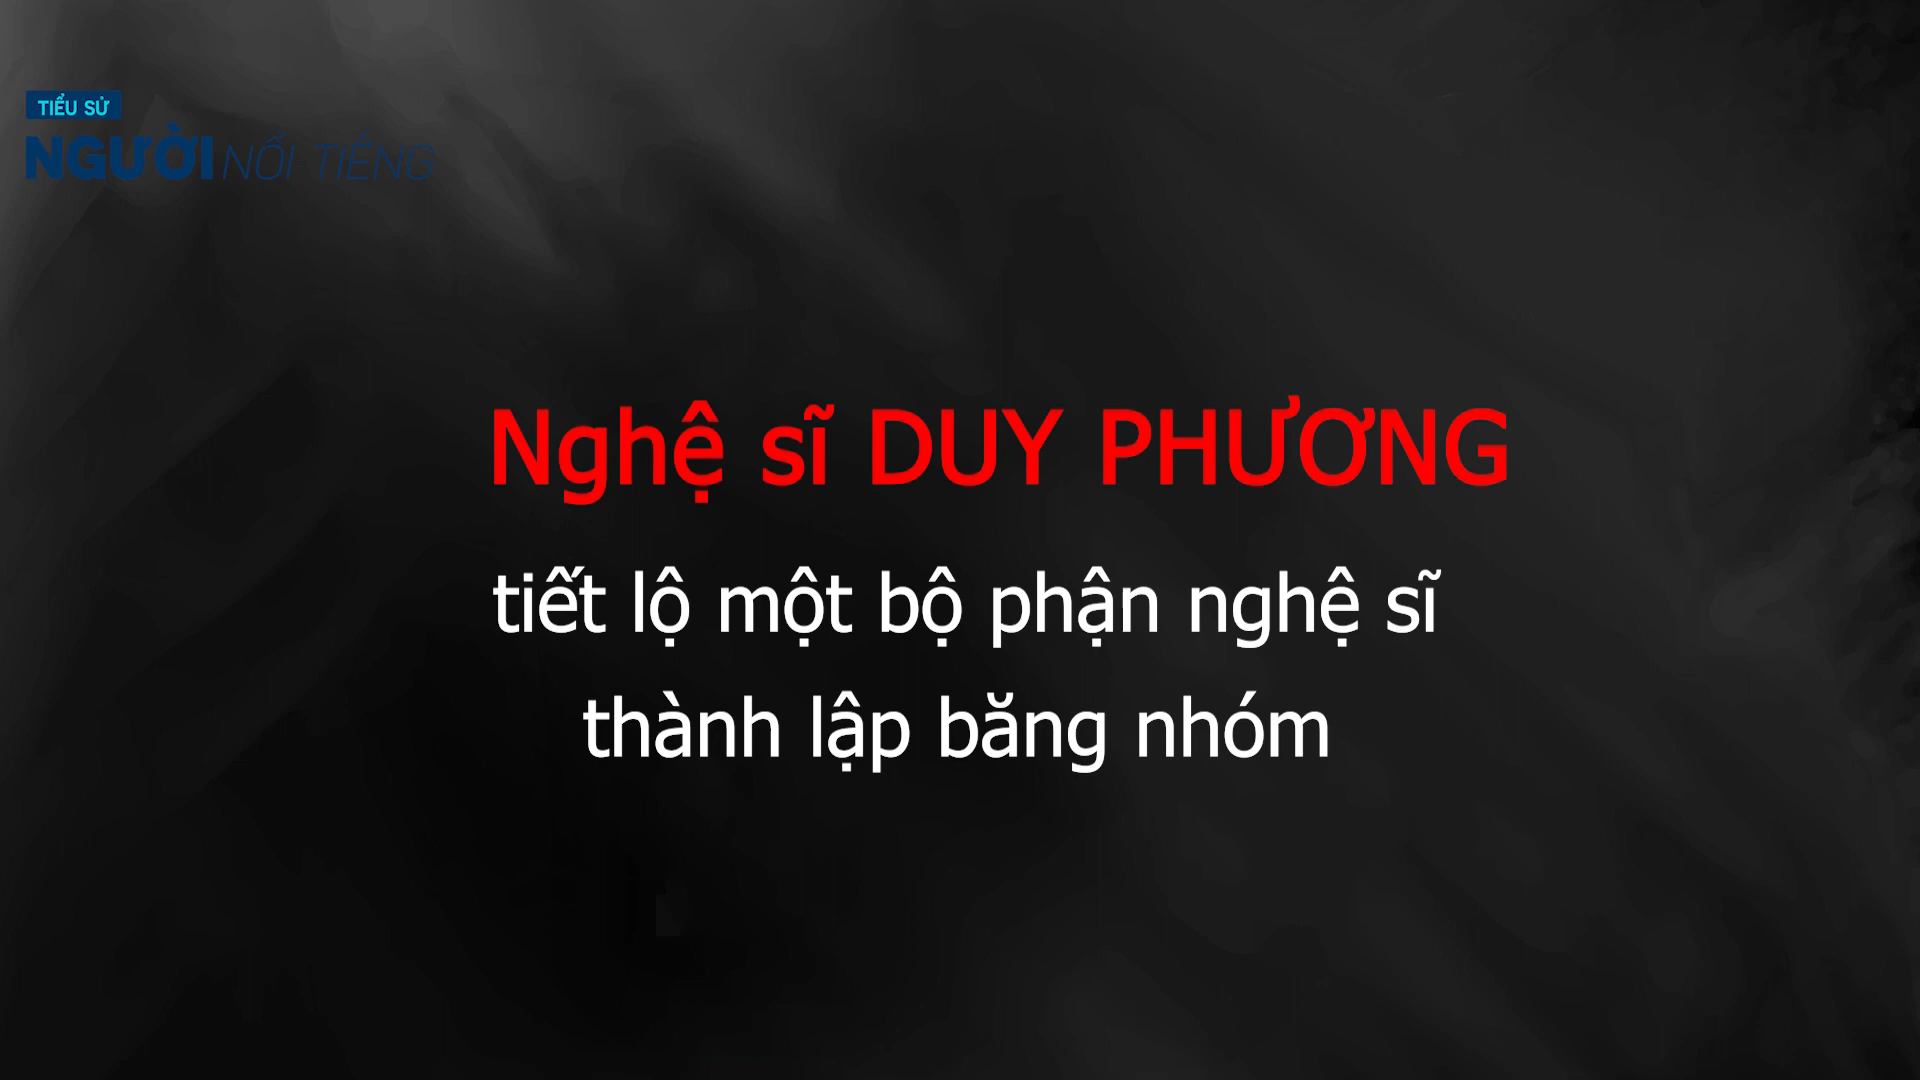 TIỂU SỬ
NGƯỜI NỔI TIẾNG
Nghệ sĩ DUY PHƯƠNG
tiết lộ một bộ phận nghệ sĩ
thành lập băng nhóm